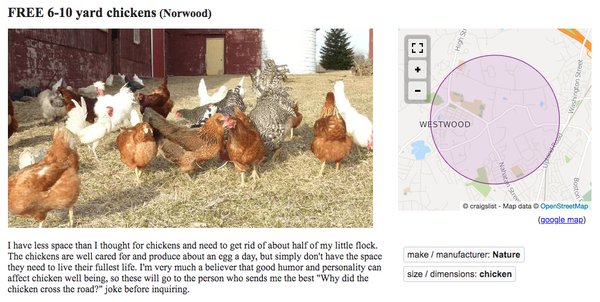 FREE 6-10 yard chickens (Norwood)
+
−
High St
WESTWOOD
Washington Street
Nahatan Street
© craigslist - Map data © OpenStreetMap
(google map)
I have less space than I thought for chickens and need to get rid of about half of my little flock.
The chickens are well cared for and produce about an egg a day, but simply don't have the space
they need to live their fullest life. I'm very much a believer that good humor and personality can
affect chicken well being, so these will go to the person who sends me the best "Why did the
chicken cross the road?" joke before inquiring.
make / manufacturer: Nature
size / dimensions: chicken